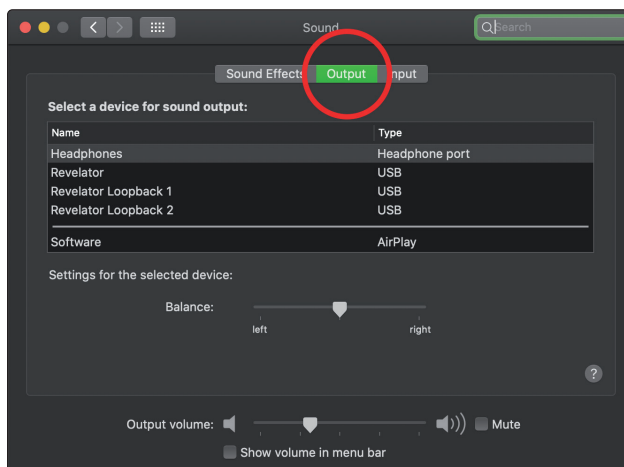 Sound
Search
Sound Effects Output Input
Select a device for sound output:
Name Type
Headphones Headphone port
Revelator USB
Revelator Loopback 1 USB
Revelator Loopback 2 USB
Software AirPlay
Settings for the selected device:
Balance:
left right
?
Output volume: Mute
Show volume in menu bar